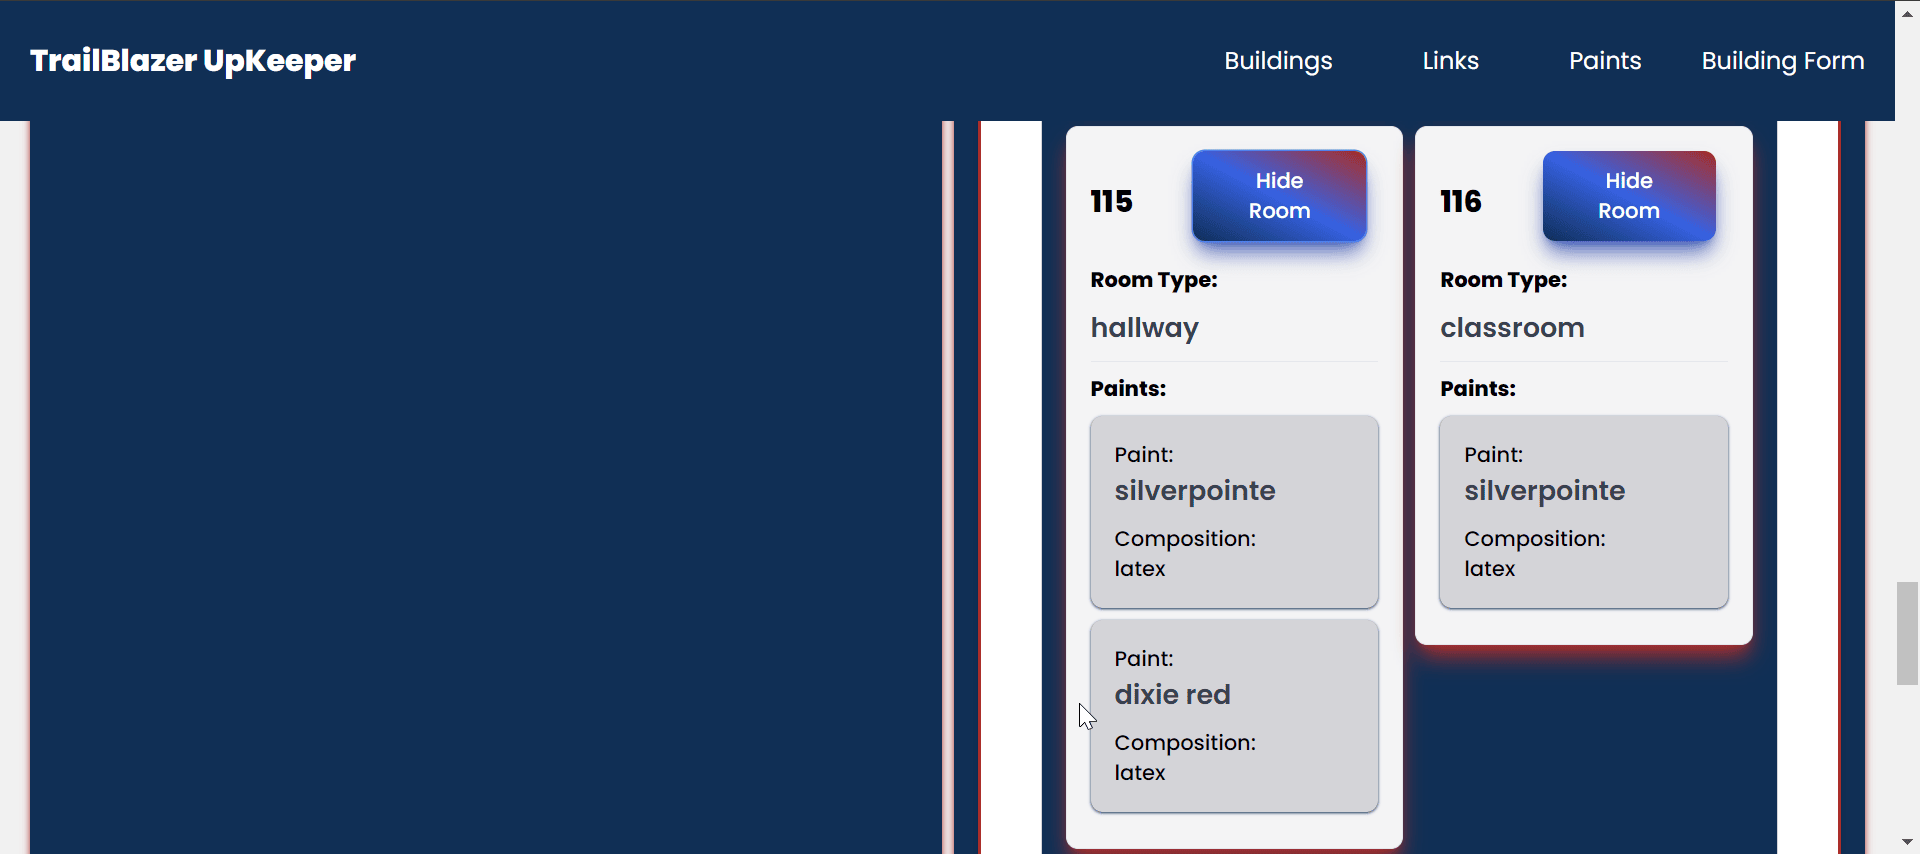 TrailBlazer UpKeeper
Buildings
Links
Paints
Building Form
115
Hide
Room
Room Type:
hallway
Paints:
Paint:
silverpointe
Composition:
latex
Paint:
dixie red
Composition:
latex
116
Hide
Room
Room Type:
classroom
Paints:
Paint:
silverpointe
Composition:
latex